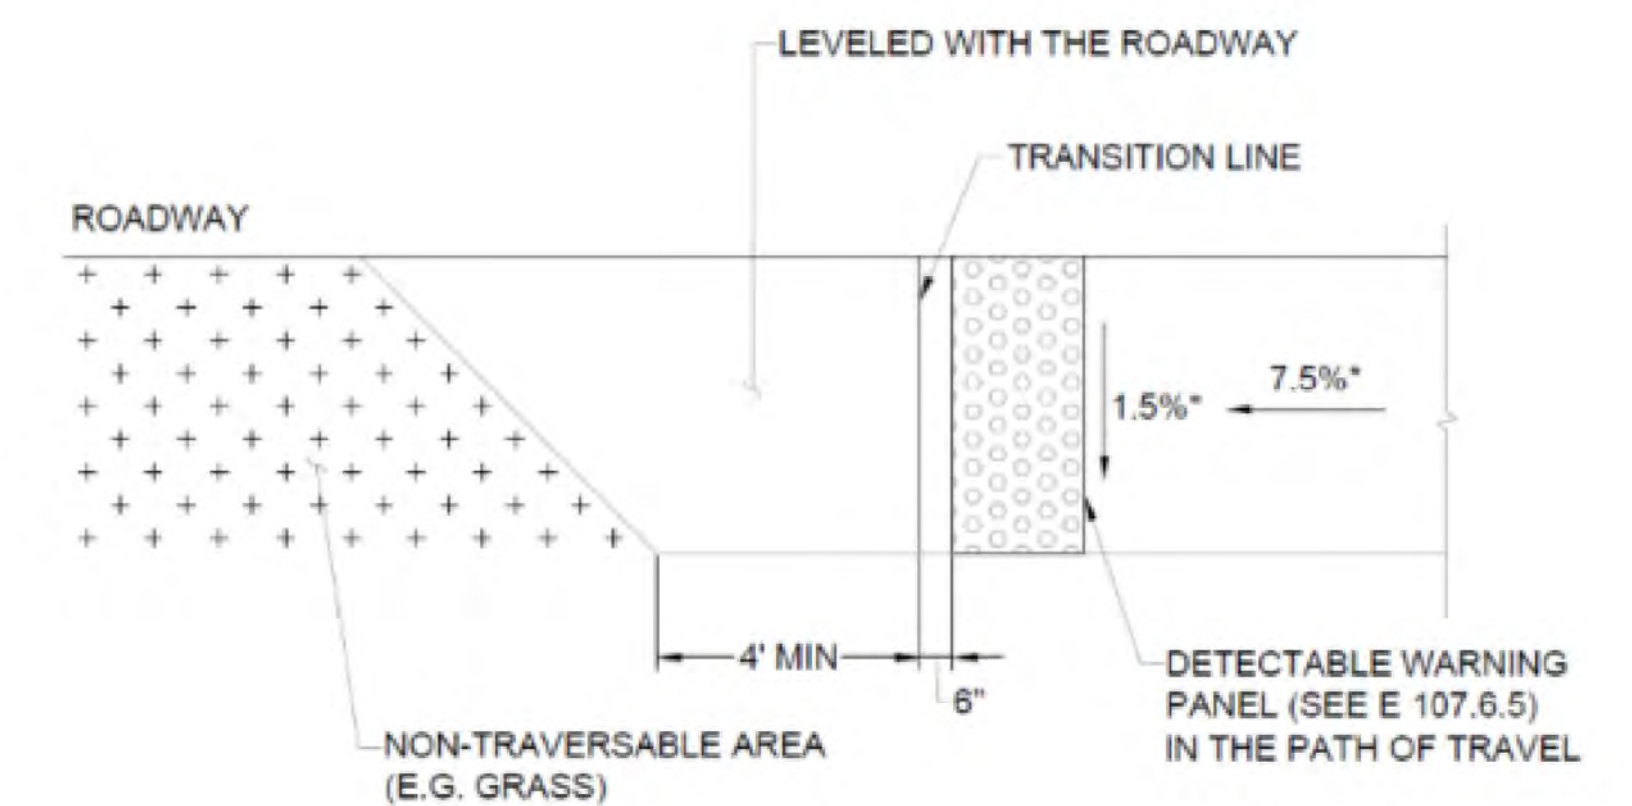 LEVELED WITH THE ROADWAY
TRANSITION LINE
ROADWAY
7.5%*
1.5%*
4' MIN
6"
DETECTABLE WARNING
PANEL (SEE E 107.6.5)
IN THE PATH OF TRAVEL
NON-TRAVERSABLE AREA
(E.G. GRASS)